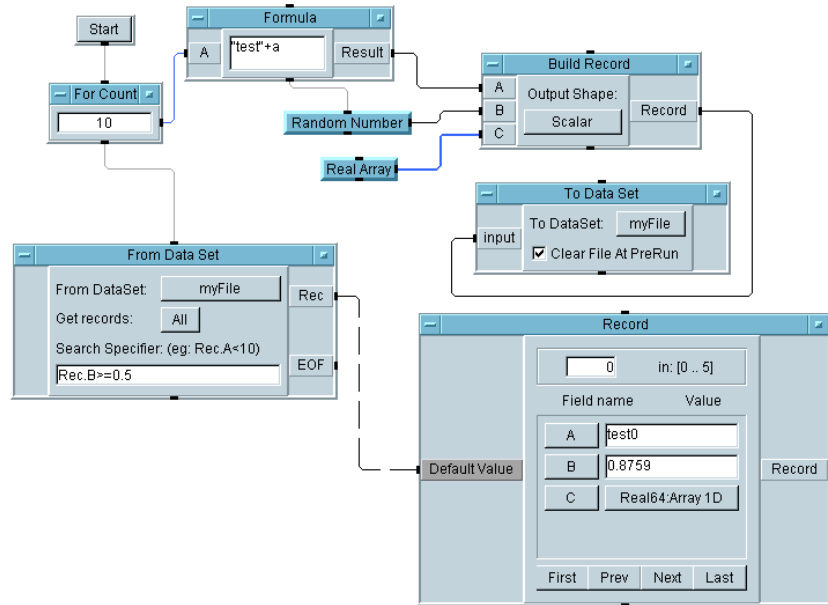 Start
For Count
10
Formula
A
"test"+a
Result
Random Number
Real Array
Build Record
A
B
C
Output Shape:
Scalar
Record
To Data Set
input
To DataSet: myFile
Clear File At PreRun
From Data Set
From DataSet: myFile
Get records: All
Search Specifier: (eg: Rec.A<10)
Rec.B>=0.5
Rec
EOF
Record
Default Value
0 in: [0 .. 5]
Field name Value
A test0
B 0.8759
C Real64:Array 1D
First Prev Next Last
Record